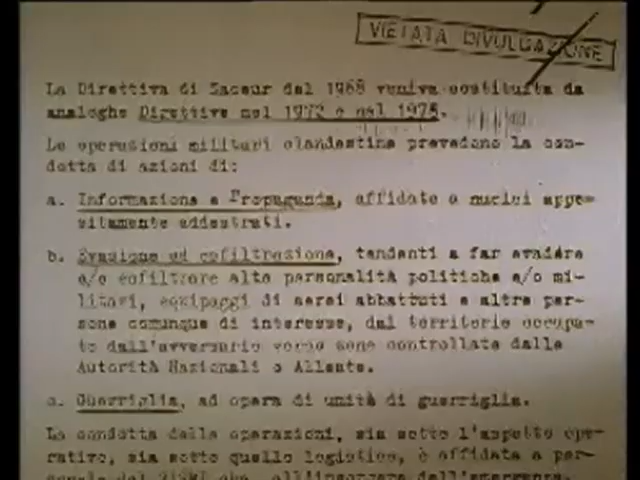 VIETATA DIVULGAZIONE
La Direttiva di Saceur del 1968 veniva sostituita da
analoghe Direttive nel 1972 e nel 1975.
Le operazioni militari clandestine prevedono la con-
dotta di azioni di:
a. Informazione e Propaganda, affidate a nuclei appo-
sitamente addestrati.
b. Evasione ed esfiltrazione, tendenti a far evadere
e/o esfiltrare alte personalità politiche e/o mi-
litari, equipaggi di aerei abbattuti e altre per-
sone comunque di interesse, dal territorio occupa-
to dall'avversario verso zone controllate dalle
Autorità Nazionali o Alleate.
c. Guerriglia, ad opera di unità di guerriglia.
La condotta delle operazioni, sia sotto l'aspetto ope-
rativo, sia sotto quello logistico, è affidata a per-